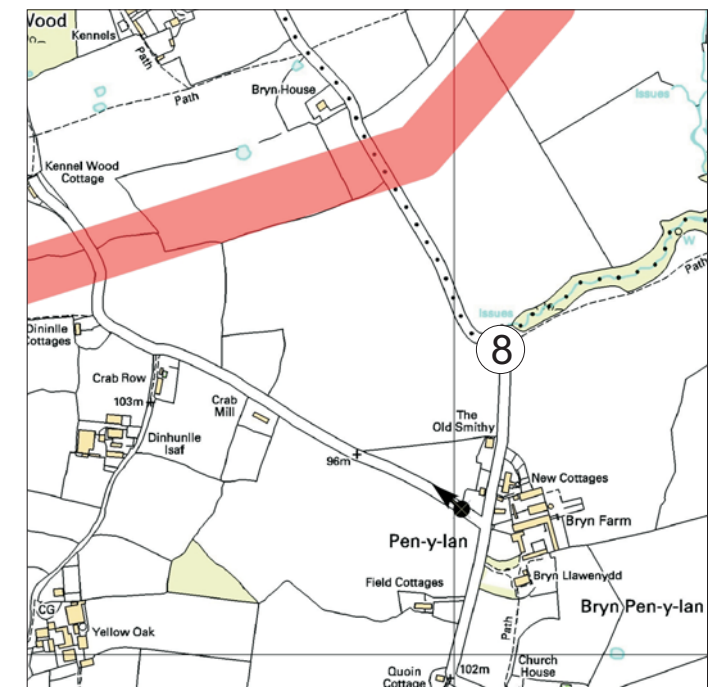 Wood
Kennels
Path
Path
Bryn House
Issues
Kennel Wood
Cottage
W
Path
Issues
Dininlle
Cottages
8
Crab Row
103m
Crab
Mill
The
Old Smithy
Dinhunlle
Isaf
96m
New Cottages
Bryn Farm
Pen-y-lan
Bryn Llawenydd
Field Cottages
Bryn Pen-y-lan
CG
Yellow Oak
Path
Church
House
102m
Quoin
Cottage